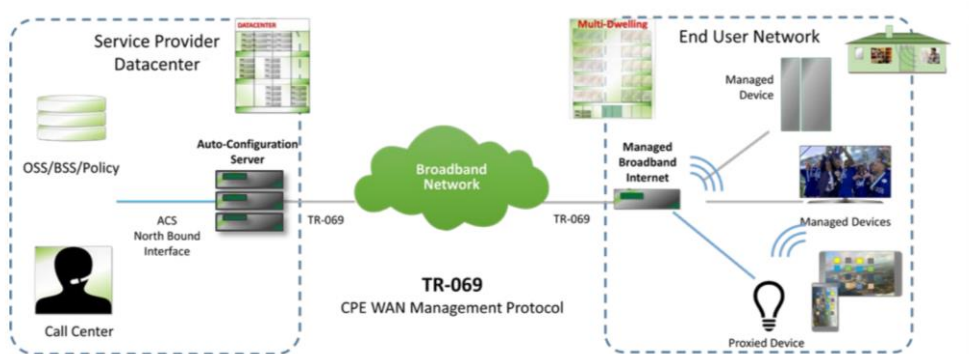 DATACENTER
Service Provider
Datacenter
OSS/BSS/Policy
Auto-Configuration
Server
ACS
North Bound
Interface
TR-069
Call Center
Broadband
Network
TR-069
CPE WAN Management Protocol
Multi-Dwelling
End User Network
Managed
Device
Managed
Broadband
Internet
TR-069
Managed Devices
Proxied Device